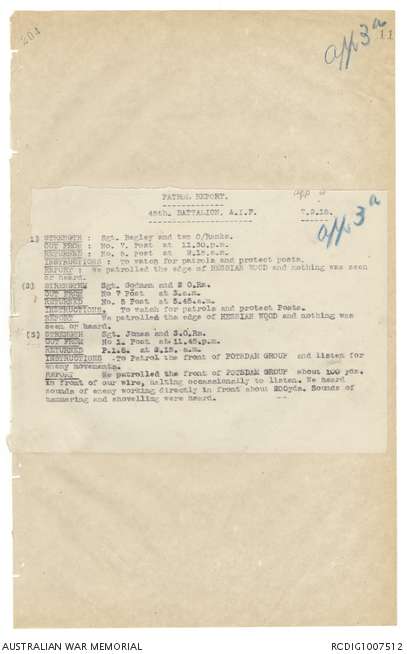 204
app 3a
11
app 3
PATROL REPORT.
45th. BATTALION, A.I.F. 7.9.18.
app 3a
(1) STRENGTH : Sgt. Bagley and two O/Ranks.
OUT FROM : No. 7. Post at 11.30.p.m.
RETURNED : No. 5. post at 2.15.a.m.
INSTRUCTIONS : To watch for patrols and protect posts.
REPORT : We patrolled the edge of HESSIAN WOOD and nothing was seen
or heard.
(2) STRENGTH Sgt. and 2 O.Rs.
OUT FROM No 7 Post at 3.a.m.
RETURNED No. 5 Post at 5.45.a.m.
INSTRUCTIONS. To watch for patrols and protect Posts.
REPORT We patrolled the edge of HESSIAN WOOD and nothing was
seen or heard.
(3) STRENGTH Sgt. Jones and 3.O.Rs.
OUT FROM No 1. Post at 11.45.p.m.
RETURNED P.1.5. at 2.15. a.m.
INSTRUCTIONS .To Patrol the front of POTSDAM GROUP and listen for
enemy movements.
REPORT We patrolled the front of POTSDAM GROUP about 100 yds.
in front of our wire, halting occassionally to listen. We heard
sounds of enemy working directly in front about 200yds. Sounds of
hammering and shovelling were heard. --
AUSTRALIAN WAR MEMORIAL
RCDIG1007512